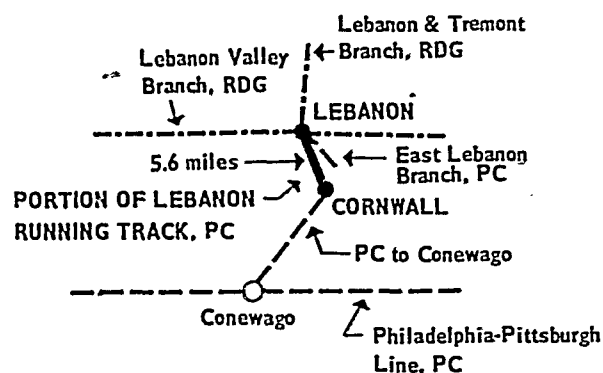 Lebanon & Tremont
Branch, RDG
Lebanon Valley
Branch, RDG
LEBANON
5.6 miles
East Lebanon
Branch, PC
PORTION OF LEBANON
RUNNING TRACK, PC
CORNWALL
PC to Conewago
Conewago
Philadelphia-Pittsburgh
Line, PC